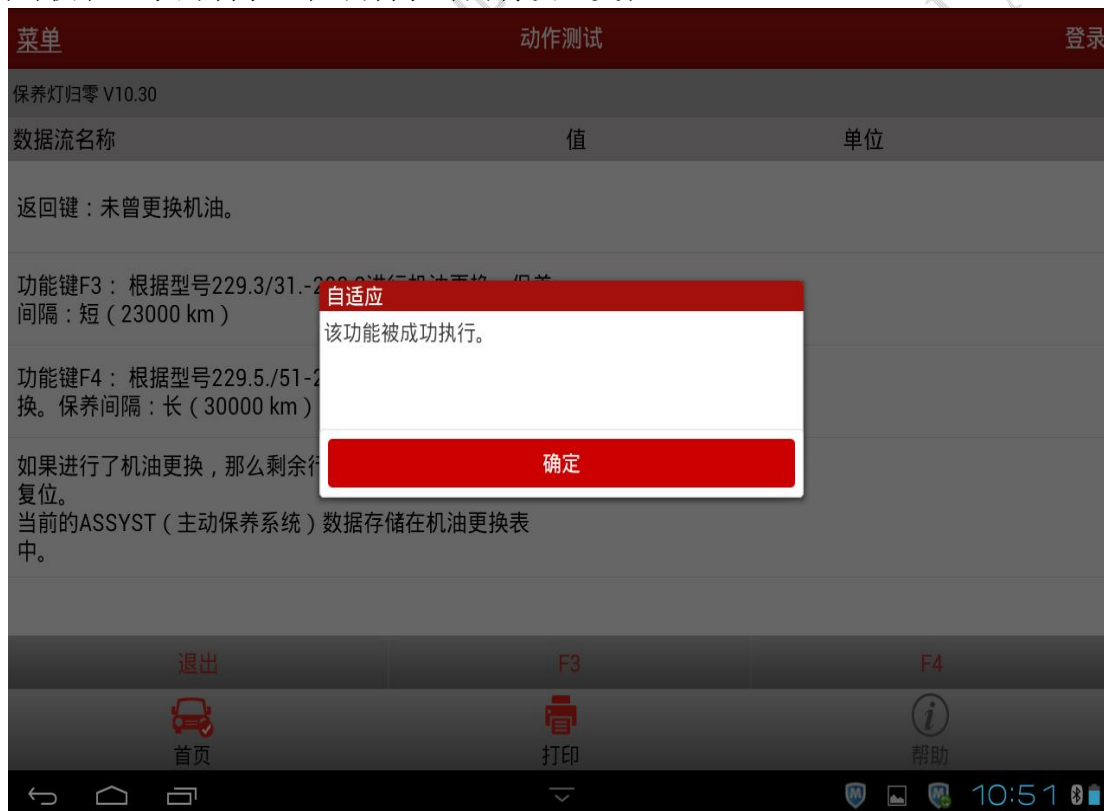 菜单 动作测试 登录
保养灯归零 V10.30
数据流名称 值 单位
返回键：未曾更换机油。
功能键F3： 根据型号229.3/31.-2
间隔：短（23000 km）
自适应
该功能被成功执行。
功能键F4： 根据型号229.5./51-2
换。保养间隔：长（30000 km）
如果进行了机油更换，那么剩余行
确定
复位。
当前的ASSYST（主动保养系统）数据存储在机油更换表
中。
退出 F3 F4
首页 打印 帮助
10:51